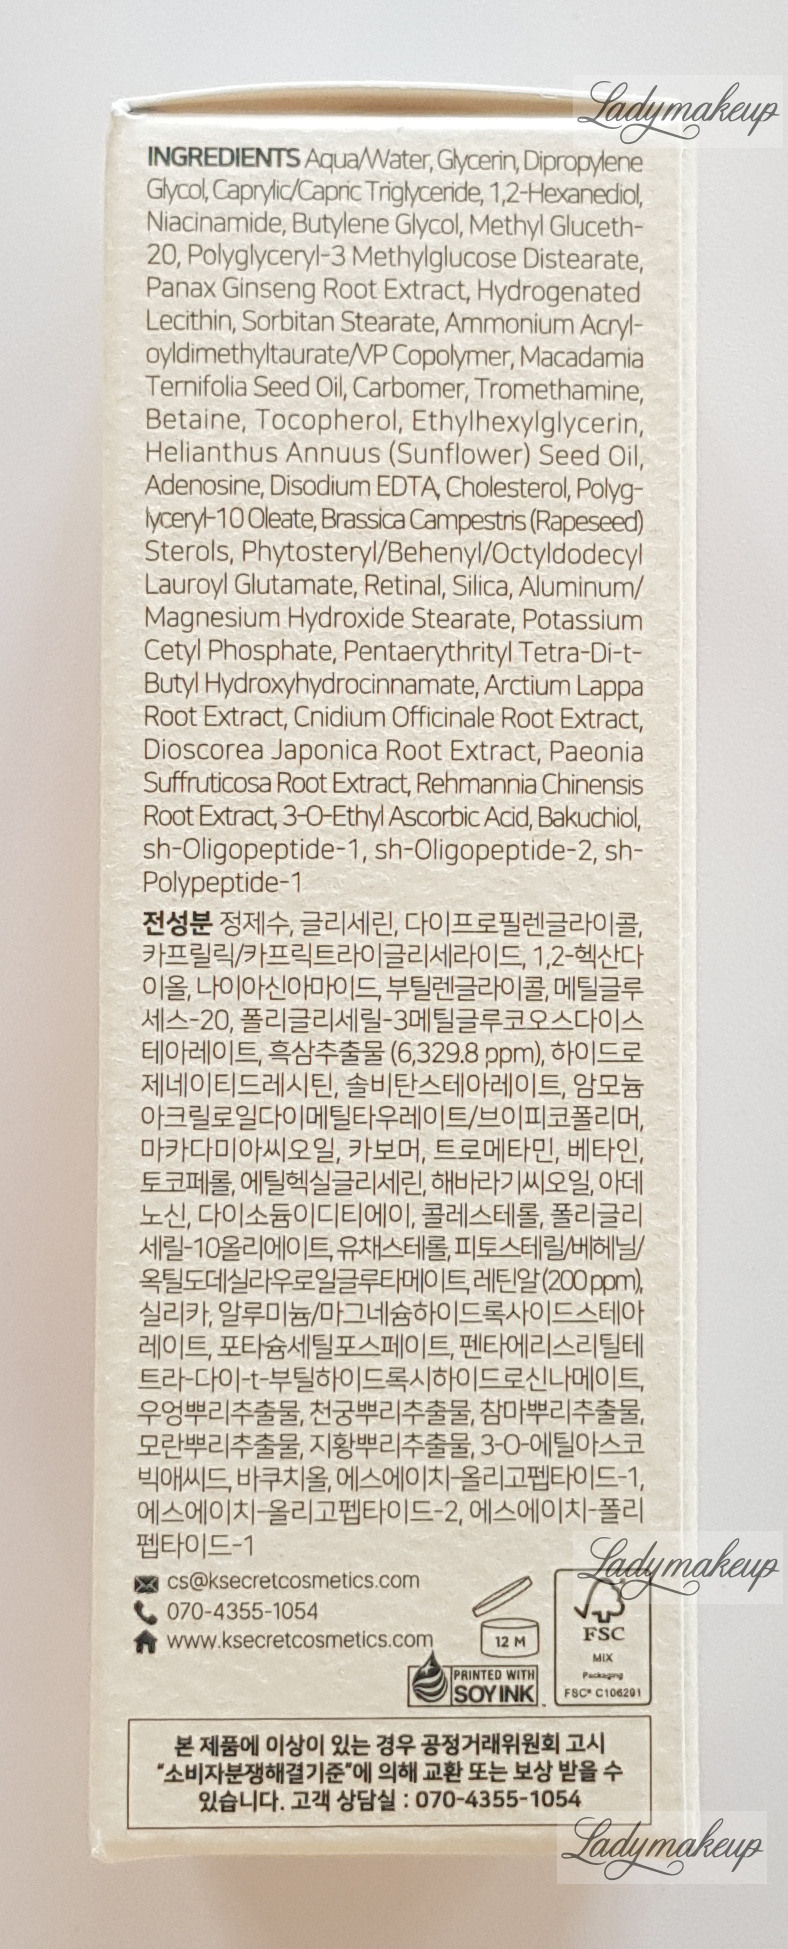 Ladymakeup
INGREDIENTS Aqua/Water, Glycerin, Dipropylene
Glycol, Caprylic/Capric Triglyceride, 1,2-Hexanediol,
Niacinamide, Butylene Glycol, Methyl Gluceth-
20, Polyglyceryl-3 Methylglucose Distearate,
Panax Ginseng Root Extract, Hydrogenated
Lecithin, Sorbitan Stearate, Ammonium Acryl-
oyldimethyltaurate/VP Copolymer, Macadamia
Ternifolia Seed Oil, Carbomer, Tromethamine,
Betaine, Tocopherol, Ethylhexylglycerin,
Helianthus Annuus (Sunflower) Seed Oil,
Adenosine, Disodium EDTA, Cholesterol, Polyg-
lyceryl-10 Oleate, Brassica Campestris (Rapeseed)
Sterols, Phytosteryl/Behenyl/Octyldodecyl
Lauroyl Glutamate, Retinal, Silica, Aluminum/
Magnesium Hydroxide Stearate, Potassium
Cetyl Phosphate, Pentaerythrityl Tetra-Di-t-
Butyl Hydroxyhydrocinnamate, Arctium Lappa
Root Extract, Cnidium Officinale Root Extract,
Dioscorea Japonica Root Extract, Paeonia
Suffruticosa Root Extract, Rehmannia Chinensis
Root Extract, 3-O-Ethyl Ascorbic Acid, Bakuchiol,
sh-Oligopeptide-1, sh-Oligopeptide-2, sh-
Polypeptide-1
전성분 정제수, 글리세린, 다이프로필렌글라이콜,
카프릴릭/카프릭트라이글리세라이드, 1,2-헥산다
이올, 나이아신아마이드, 부틸렌글라이콜, 메틸글루
세스-20, 폴리글리세릴-3메틸글루코오스다이스
테아레이트, 흑삼추출물 (6,329.8 ppm), 하이드로
제네이티드레시틴, 솔비탄스테아레이트, 암모늄
아크릴로일다이메틸타우레이트/브이피코폴리머,
마카다미아씨오일, 카보머, 트로메타민, 베타인,
토코페롤, 에틸헥실글리세린, 해바라기씨오일, 아데
노신, 다이소듐이디티에이, 콜레스테롤, 폴리글리
세릴-10올리에이트, 유채스테롤, 피토스테릴/베헤닐/
옥틸도데실라우로일글루타메이트, 레틴알 (200 ppm),
실리카, 알루미늄/마그네슘하이드록사이드스테아
레이트, 포타슘세틸포스페이트, 펜타에리스리틸테
트라-다이-t-부틸하이드록시하이드로신나메이트,
우엉뿌리추출물, 천궁뿌리추출물, 참마뿌리추출물,
모란뿌리추출물, 지황뿌리추출물, 3-O-에틸아스코
빅애씨드, 바쿠치올, 에스에이치-올리고펩타이드-1,
에스에이치-올리고펩타이드-2, 에스에이치-폴리
펩타이드-1
Ladymakeup
cs@ksecretcosmetics.com
070-4355-1054
www.ksecretcosmetics.com
12 M
PRINTED WITH
SOY INK
FSC
MIX
Packaging
FSC® C106291
본 제품에 이상이 있는 경우 공정거래위원회 고시
"소비자분쟁해결기준"에 의해 교환 또는 보상 받을 수
있습니다. 고객 상담실 : 070-4355-1054
Ladymakeup